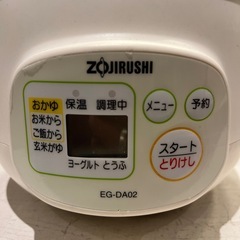 ZOJIRUSHI
おかゆ
お米から
ご飯から
玄米がゆ
保温 調理中
ヨーグルト とうふ
メニュー
予約
スタート
とりけし
EG-DA02